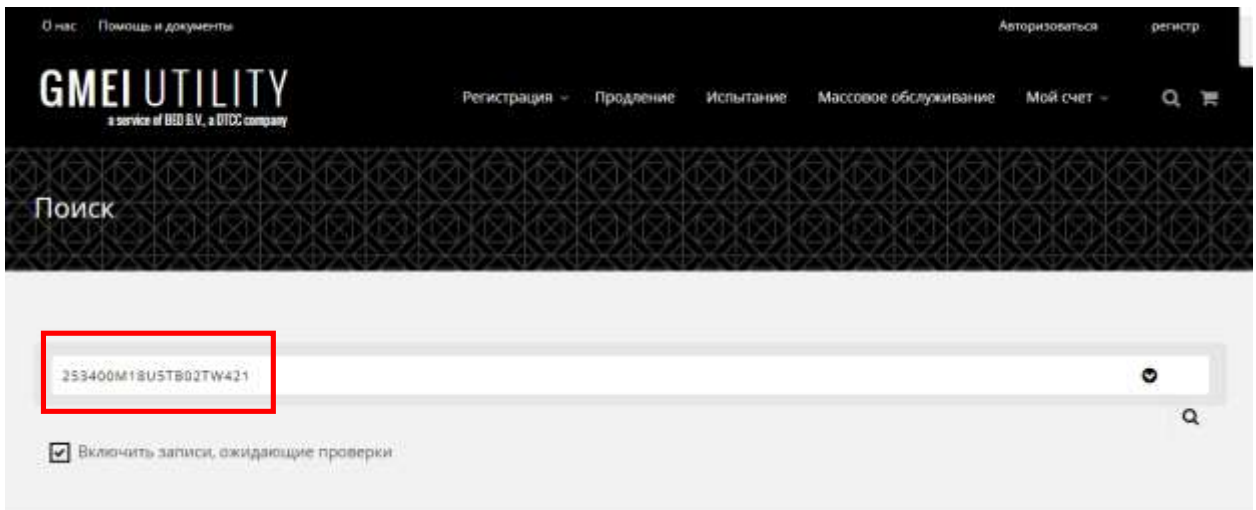 О нас Помощь и документы Авторизоваться регистр
GMEI UTILITY
a service of BED B.V., a DTCC company
Регистрация Продление Испытание Массовое обслуживание Мой счет
Поиск
253400M18U5TB02TW421
Включить записи, ожидающие проверки